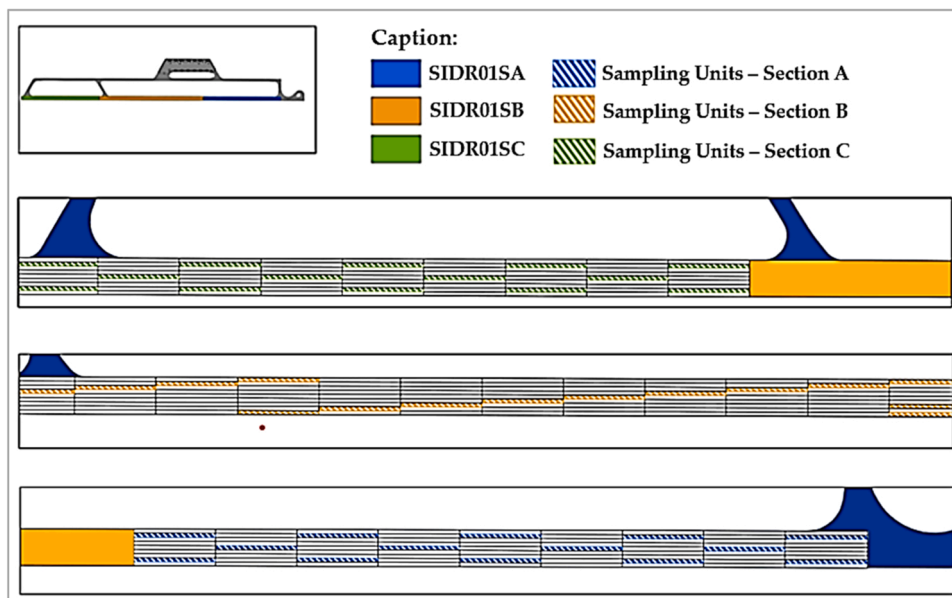 Caption:
SIDR01SA
Sampling Units – Section A
SIDR01SB
Sampling Units – Section B
SIDR01SC
Sampling Units – Section C